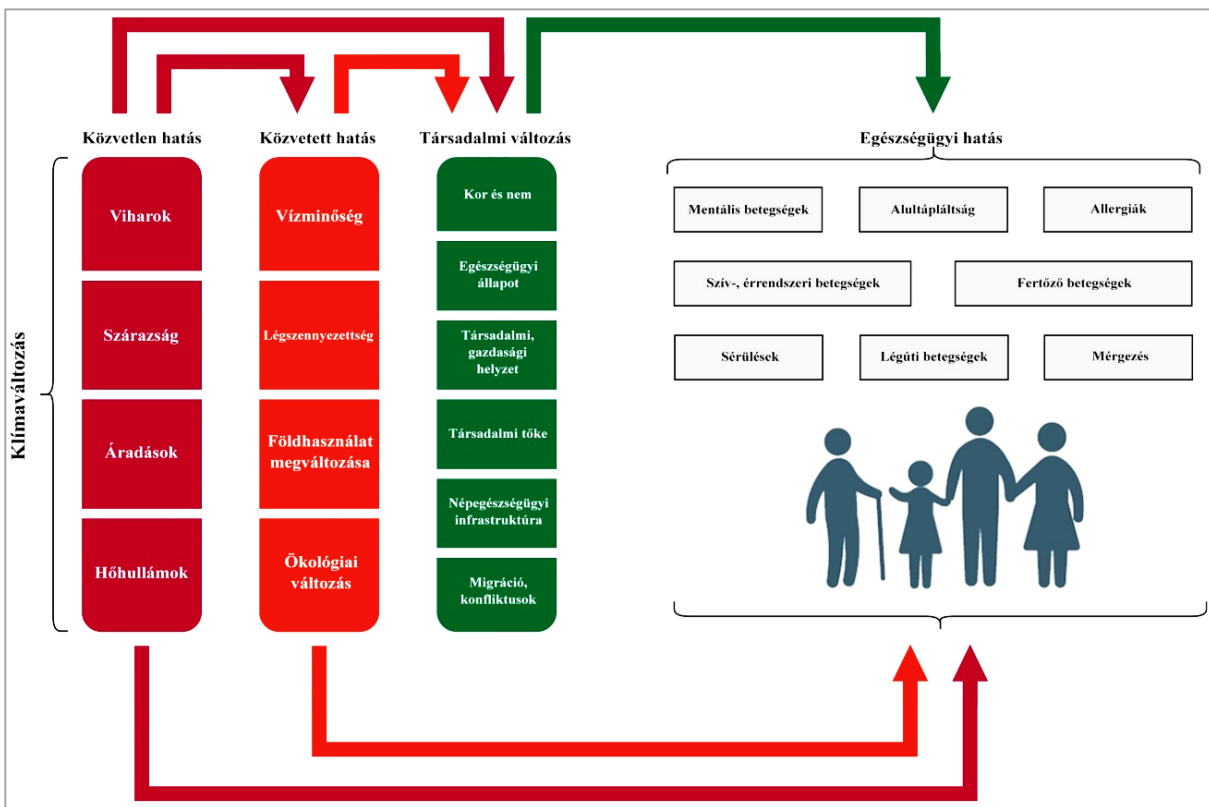 Közvetlen hatás
Közvetett hatás
Társadalmi változás
Egészségügyi hatás
Klímaváltozás
Viharok
Szárazság
Áradások
Hőhullámok
Vízminőség
Légszennyezettség
Földhasználat
megváltozása
Ökológiai
változás
Kor és nem
Egészségügyi
állapot
Társadalmi,
gazdasági
helyzet
Társadalmi tőke
Népegészségügyi
infrastruktúra
Migráció,
konfliktusok
Mentális betegségek
Alultápláltság
Allergiák
Szív-, érrendszeri betegségek
Fertőző betegségek
Sérülések
Légúti betegségek
Mérgezés